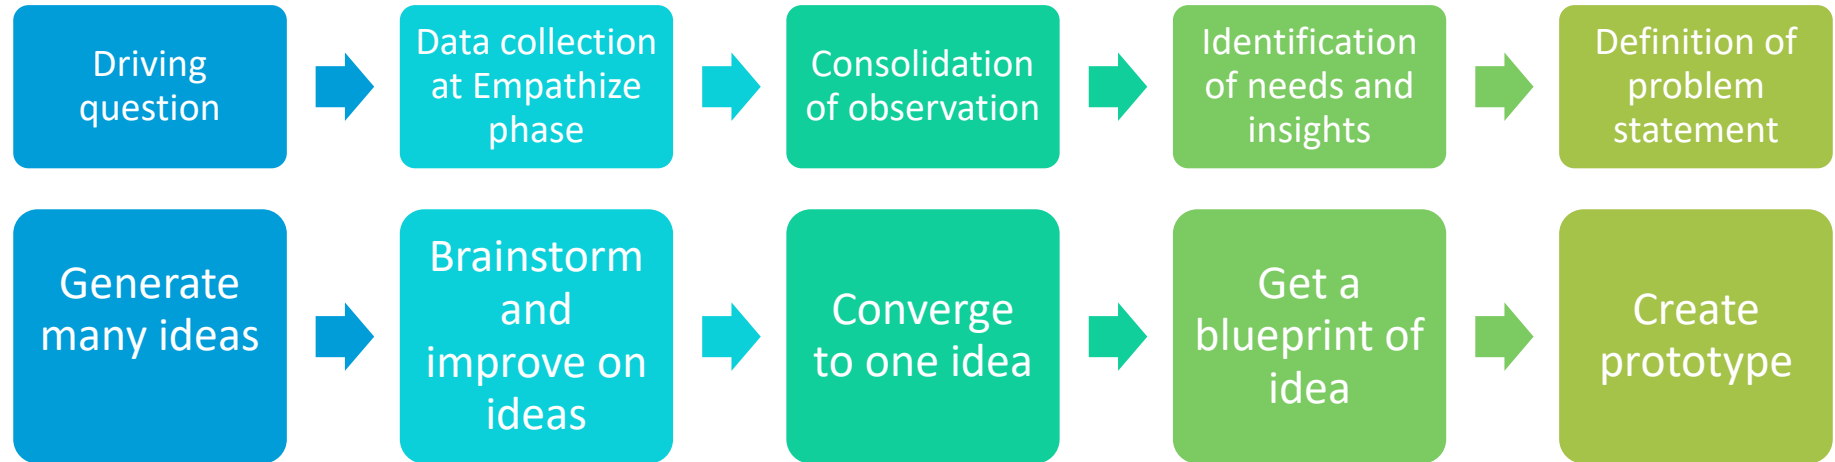 Driving
question
Data collection
at Empathize
phase
Consolidation
of observation
Identification
of needs and
insights
Definition of
problem
statement
Generate
many ideas
Brainstorm
and
improve on
ideas
Converge
to one idea
Get a
blueprint of
idea
Create
prototype